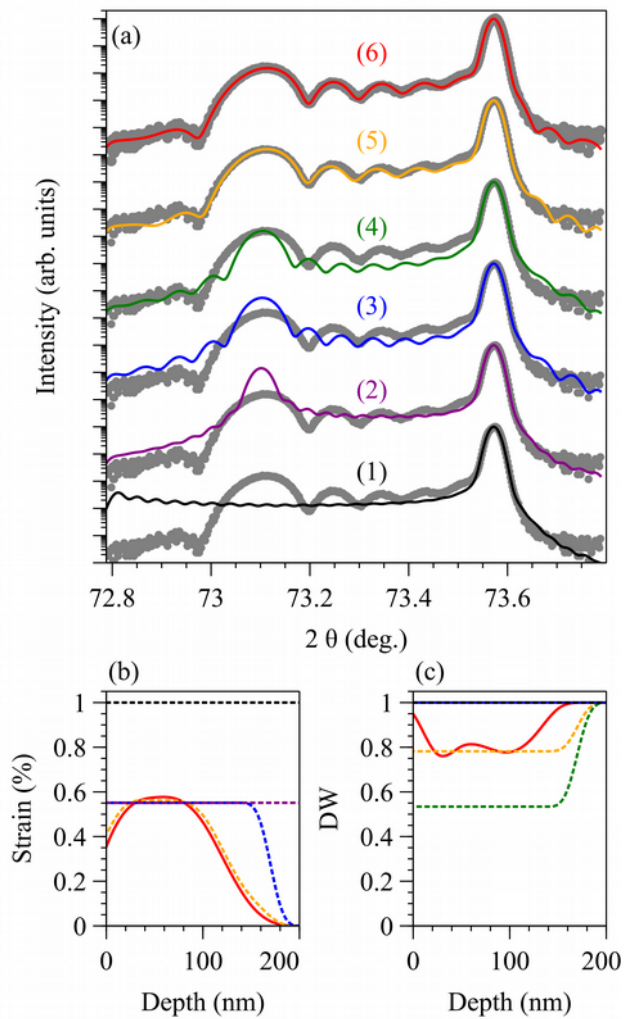 (a)
(6)
(5)
(4)
(3)
(2)
(1)
Intensity (arb. units)
72.8 73 73.2 73.4 73.6
2 θ (deg.)
(b) (c)
1 1
0.8 0.8
0.6 0.6
0.4 0.4
0.2 0.2
0 0
Strain (%) DW
0 100 200 0 100 200
Depth (nm) Depth (nm)